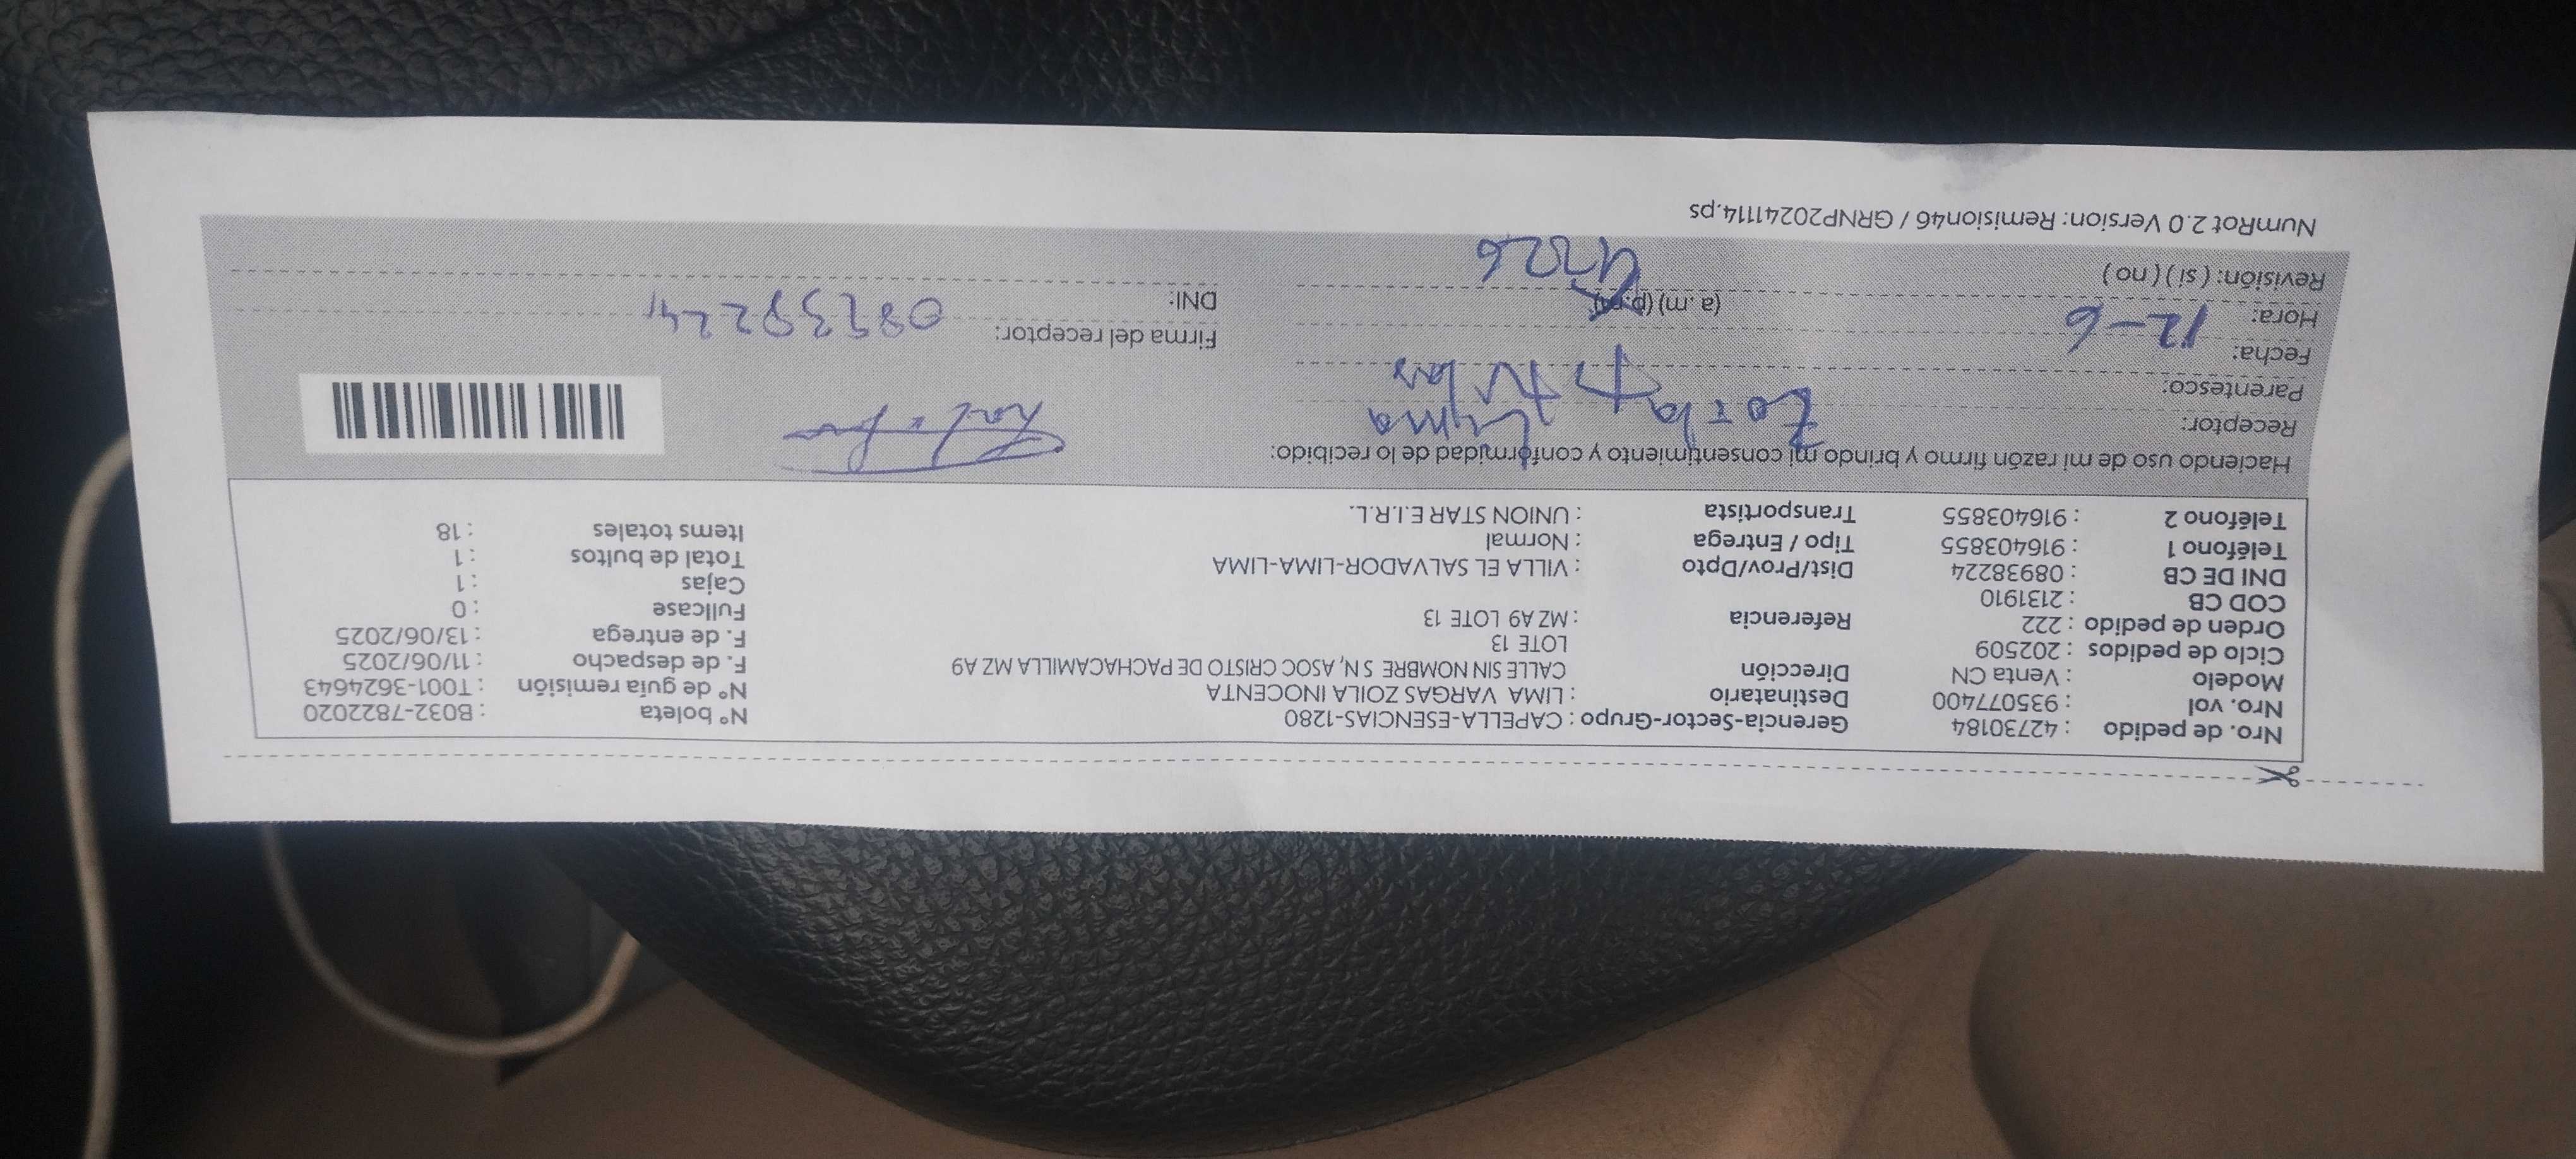 Nro. de pedido : 42730184 Gerencia-Sector-Grupo : CAPELLA-ESENCIAS-1280 N° boleta : B032-7822020
Nro. vol : 935077400 Destinatario : LIMA VARGAS ZOILA INOCENTA N° de guía remisión : T001-3624643
Modelo : Venta CN Dirección CALLE SIN NOMBRE S N, ASOC CRISTO DE PACHACAMILLA MZ A9 F. de despacho : 11/06/2025
Ciclo de pedidos : 202509 LOTE 13 F. de entrega : 13/06/2025
Orden de pedido : 222 Referencia : MZ A9 LOTE 13 Fullcase : 0
COD CB : 2131910 Cajas : 1
DNI DE CB : 08938224 Dist/Prov/Dpto : VILLA EL SALVADOR-LIMA-LIMA Total de bultos : 1
Teléfono 1 : 916403855 Tipo / Entrega : Normal Items totales : 18
Teléfono 2 : 916403855 Transportista : UNION STAR E.I.R.L.
Haciendo uso de mi razón firmo y brindo mi consentimiento y conformidad de lo recibido:
Receptor: Lima
Parentesco:
Fecha: 12-6 Firma del receptor:
Hora: (a.m) (p.m) DNI:
Revisión: ( si ) ( no )
NumRot 2.0 Version: Remision46 / GRNP20241114.ps